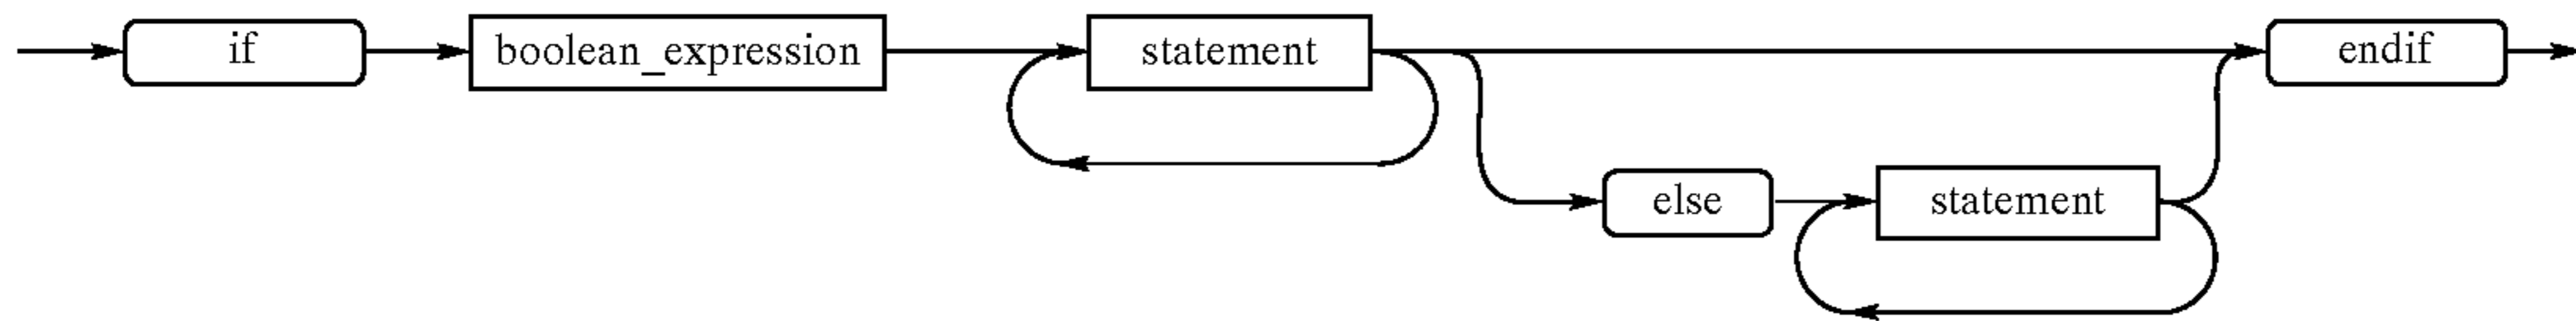 if boolean_expression statement endif
else statement